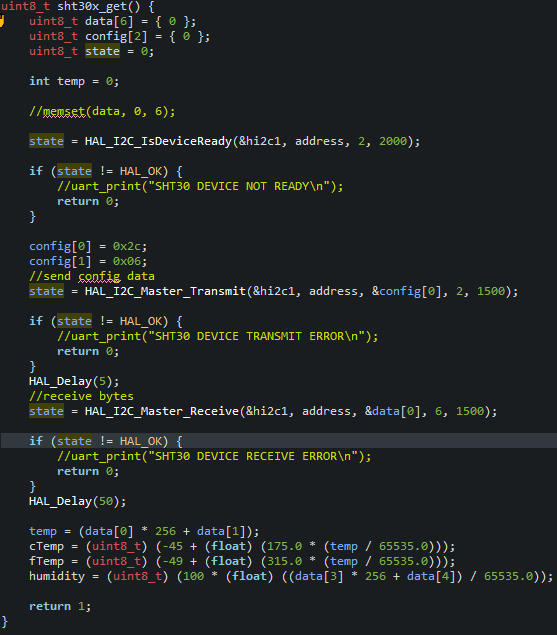 uint8_t sht30x_get() {
uint8_t data[6] = { 0 };
uint8_t config[2] = { 0 };
uint8_t state = 0;
int temp = 0;
//memset(data, 0, 6);
state = HAL_I2C_IsDeviceReady(&hi2c1, address, 2, 2000);
if (state != HAL_OK) {
//uart_print("SHT30 DEVICE NOT READY\n");
return 0;
}
config[0] = 0x2c;
config[1] = 0x06;
//send config data
state = HAL_I2C_Master_Transmit(&hi2c1, address, &config[0], 2, 1500);
if (state != HAL_OK) {
//uart_print("SHT30 DEVICE TRANSMIT ERROR\n");
return 0;
}
HAL_Delay(5);
//receive bytes
state = HAL_I2C_Master_Receive(&hi2c1, address, &data[0], 6, 1500);
if (state != HAL_OK) {
//uart_print("SHT30 DEVICE RECEIVE ERROR\n");
return 0;
}
HAL_Delay(50);
temp = (data[0] * 256 + data[1]);
cTemp = (uint8_t) (-45 + (float) (175.0 * (temp / 65535.0)));
fTemp = (uint8_t) (-49 + (float) (315.0 * (temp / 65535.0)));
humidity = (uint8_t) (100 * (float) ((data[3] * 256 + data[4]) / 65535.0));
return 1;
}